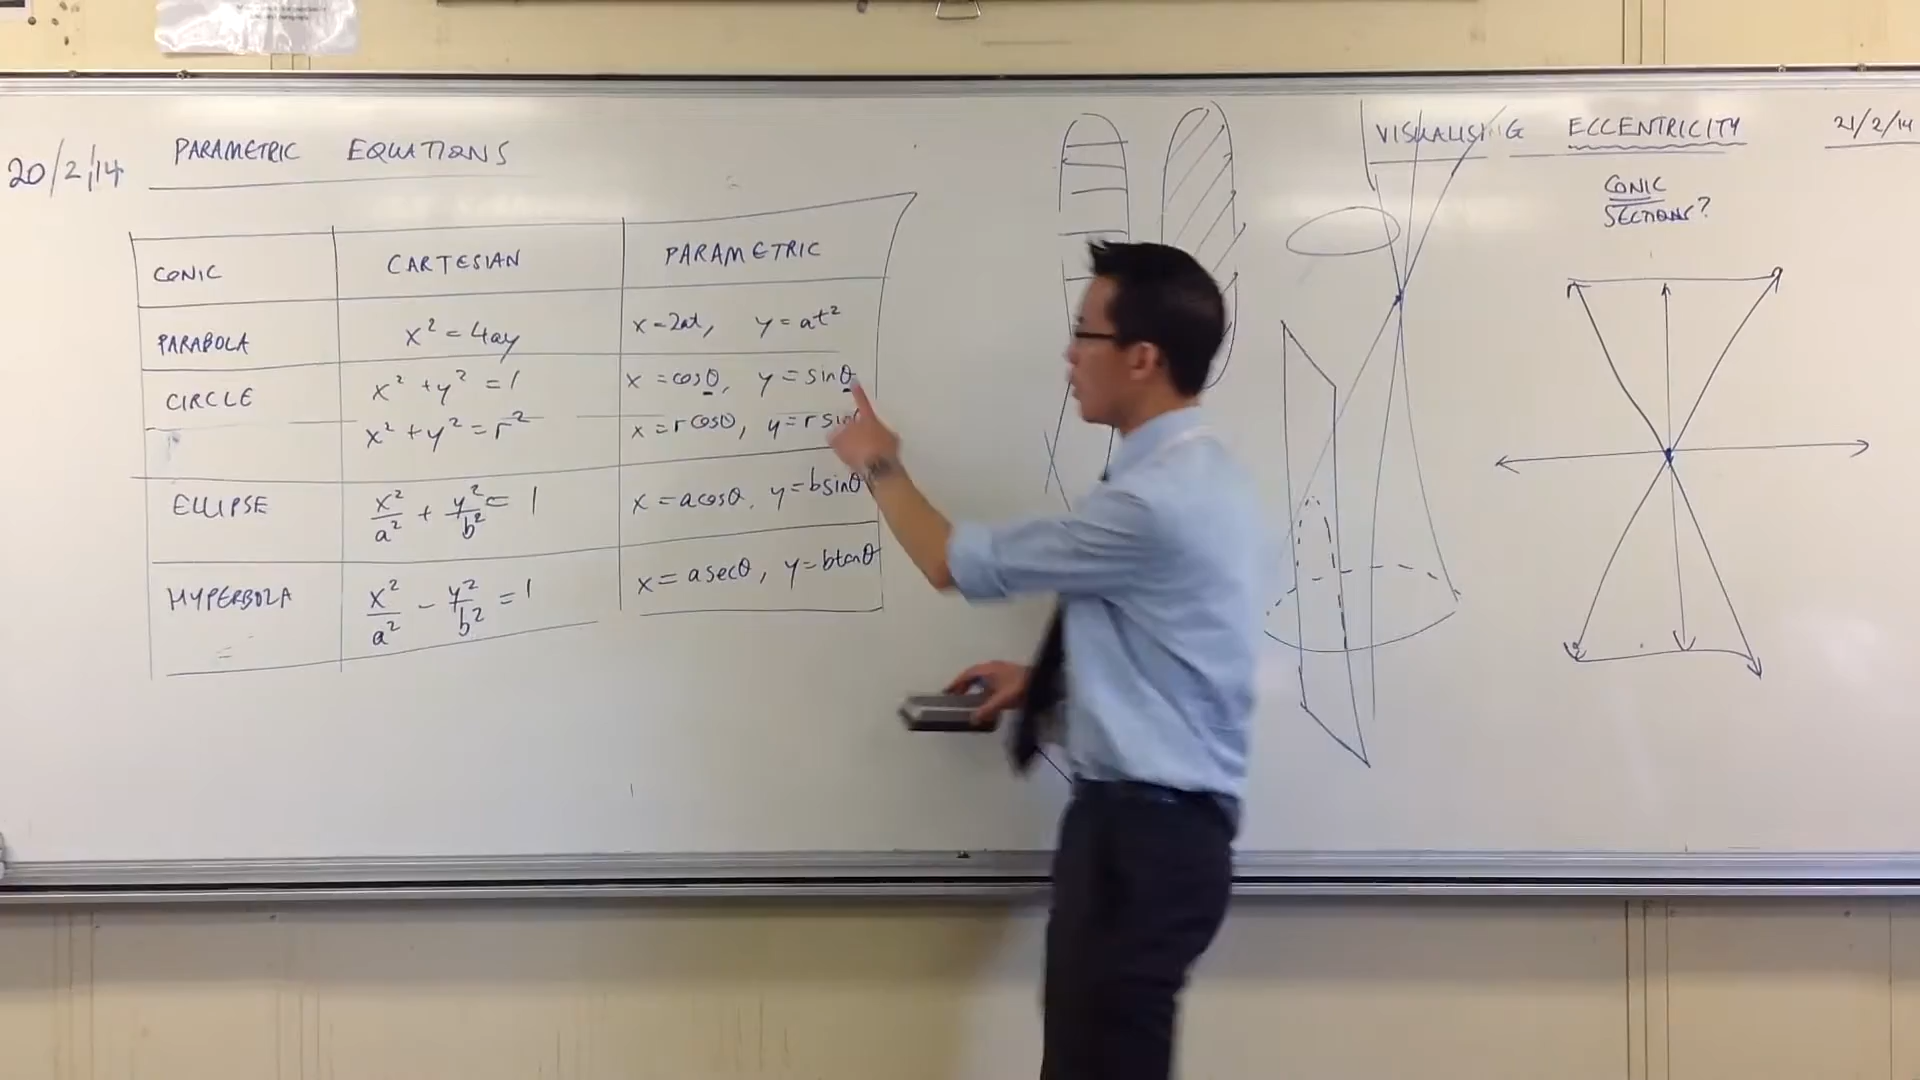 20/2/14
PARAMETRIC EQUATIONS
CONIC
CARTESIAN
PARAMETRIC
PARABOLA
x² = 4ay
x = 2at, y = at²
CIRCLE
x² + y² = 1
x = cosθ, y = sinθ
x² + y² = r²
x = r cosθ, y = r sin
ELLIPSE
x²/a² + y²/b² = 1
x = a cosθ, y = b sinθ
HYPERBOLA
x²/a² - y²/b² = 1
x = a secθ, y = b tanθ
VISUALISING ECCENTRICITY
21/2/14
CONIC
SECTIONS?